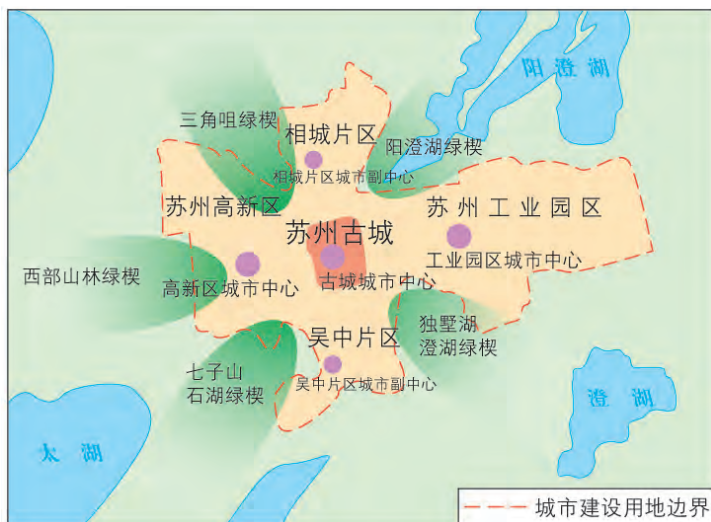 阳澄湖
三角咀绿楔
相城片区
阳澄湖绿楔
相城片区城市副中心
苏州高新区
苏州工业园区
苏州古城
工业园区城市中心
西部山林绿楔
高新区城市中心
古城城市中心
独墅湖
澄湖绿楔
吴中片区
七子山
石湖绿楔
吴中片区城市副中心
澄湖
太湖
城市建设用地边界